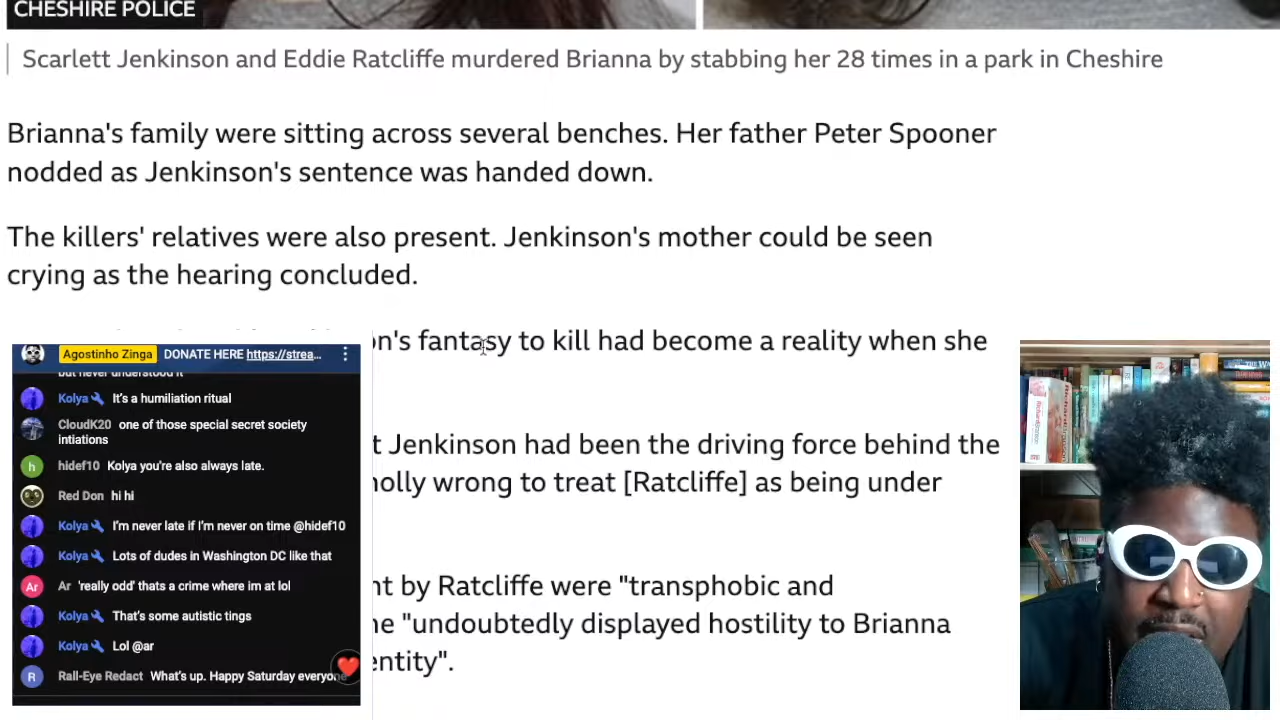 CHESHIRE POLICE
Scarlett Jenkinson and Eddie Ratcliffe murdered Brianna by stabbing her 28 times in a park in Cheshire
Brianna's family were sitting across several benches. Her father Peter Spooner
nodded as Jenkinson's sentence was handed down.
The killers' relatives were also present. Jenkinson's mother could be seen
crying as the hearing concluded.
on's fantasy to kill had become a reality when she
t Jenkinson had been the driving force behind the
holly wrong to treat [Ratcliffe] as being under
nt by Ratcliffe were "transphobic and
he "undoubtedly displayed hostility to Brianna
entity".
Agostinho Zinga DONATE HERE https://strea...
but never understood it
Kolya It's a humiliation ritual
CloudK20 one of those special secret society
intiations
h hidef10 Kolya you're also always late.
Red Don hi hi
Kolya I'm never late if I'm never on time @hidef10
Kolya Lots of dudes in Washington DC like that
Ar Ar 'really odd' thats a crime where im at lol
Kolya That's some autistic tings
Kolya Lol @ar
R Rall-Eye Redact What's up. Happy Saturday everyone